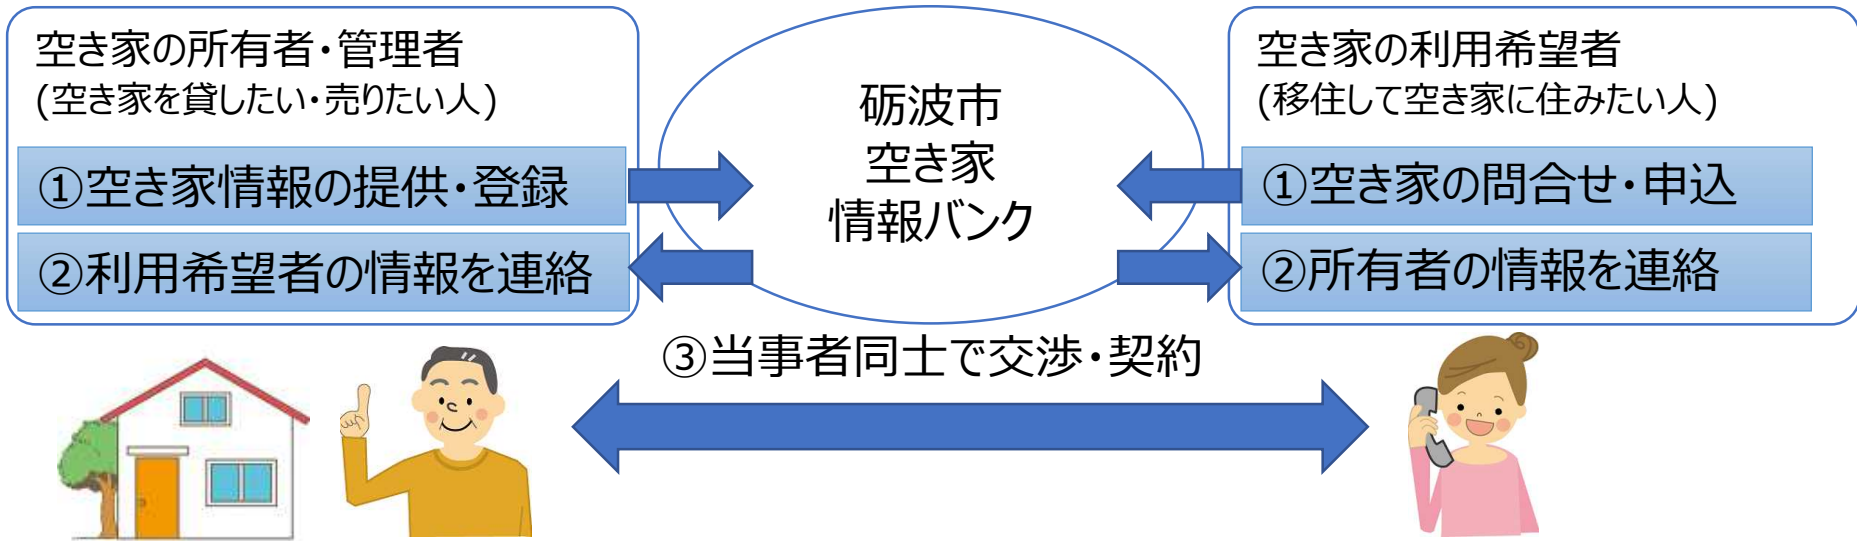 空き家の所有者・管理者
(空き家を貸したい・売りたい人)
①空き家情報の提供・登録
②利用希望者の情報を連絡
砺波市
空き家
情報バンク
空き家の利用希望者
(移住して空き家に住みたい人)
①空き家の問合せ・申込
②所有者の情報を連絡
③当事者同士で交渉・契約